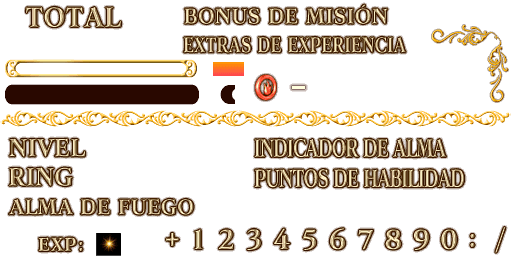 TOTAL
BONUS DE MISIÓN
EXTRAS DE EXPERIENCIA
NIVEL
INDICADOR DE ALMA
RING
PUNTOS DE HABILIDAD
ALMA DE FUEGO
EXP:
+ 1 2 3 4 5 6 7 8 9 0 : /